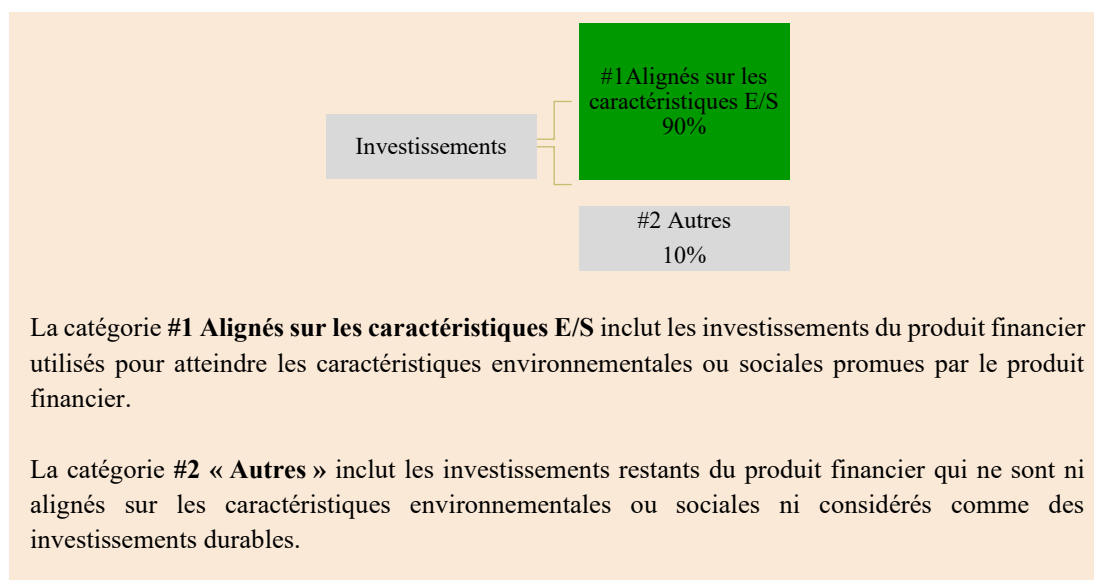 #1Alignés sur les
caractéristiques E/S
90%
Investissements
#2 Autres
10%
La catégorie #1 Alignés sur les caractéristiques E/S inclut les investissements du produit financier
utilisés pour atteindre les caractéristiques environnementales ou sociales promues par le produit
financier.
La catégorie #2 « Autres » inclut les investissements restants du produit financier qui ne sont ni
alignés sur les caractéristiques environnementales ou sociales ni considérés comme des
investissements durables.